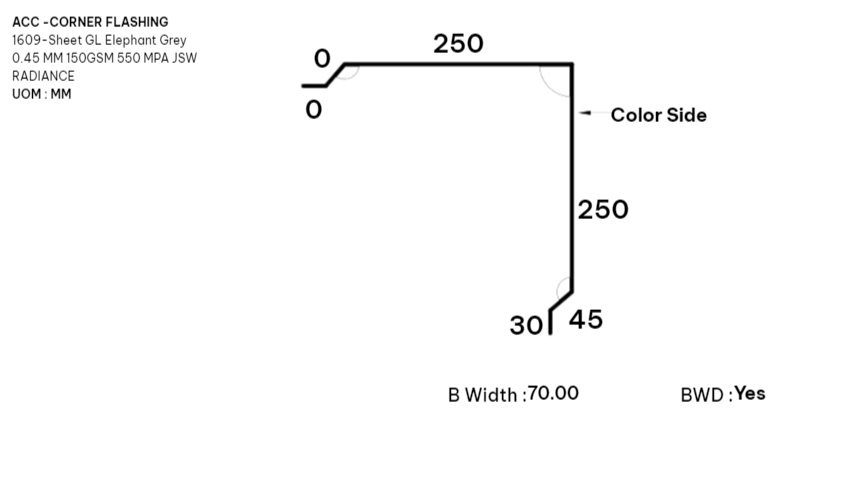 ACC -CORNER FLASHING
1609-Sheet GL Elephant Grey
0.45 MM 150GSM 550 MPA JSW
RADIANCE
UOM : MM
250
0
0
Color Side
250
30
45
B Width :70.00
BWD :Yes